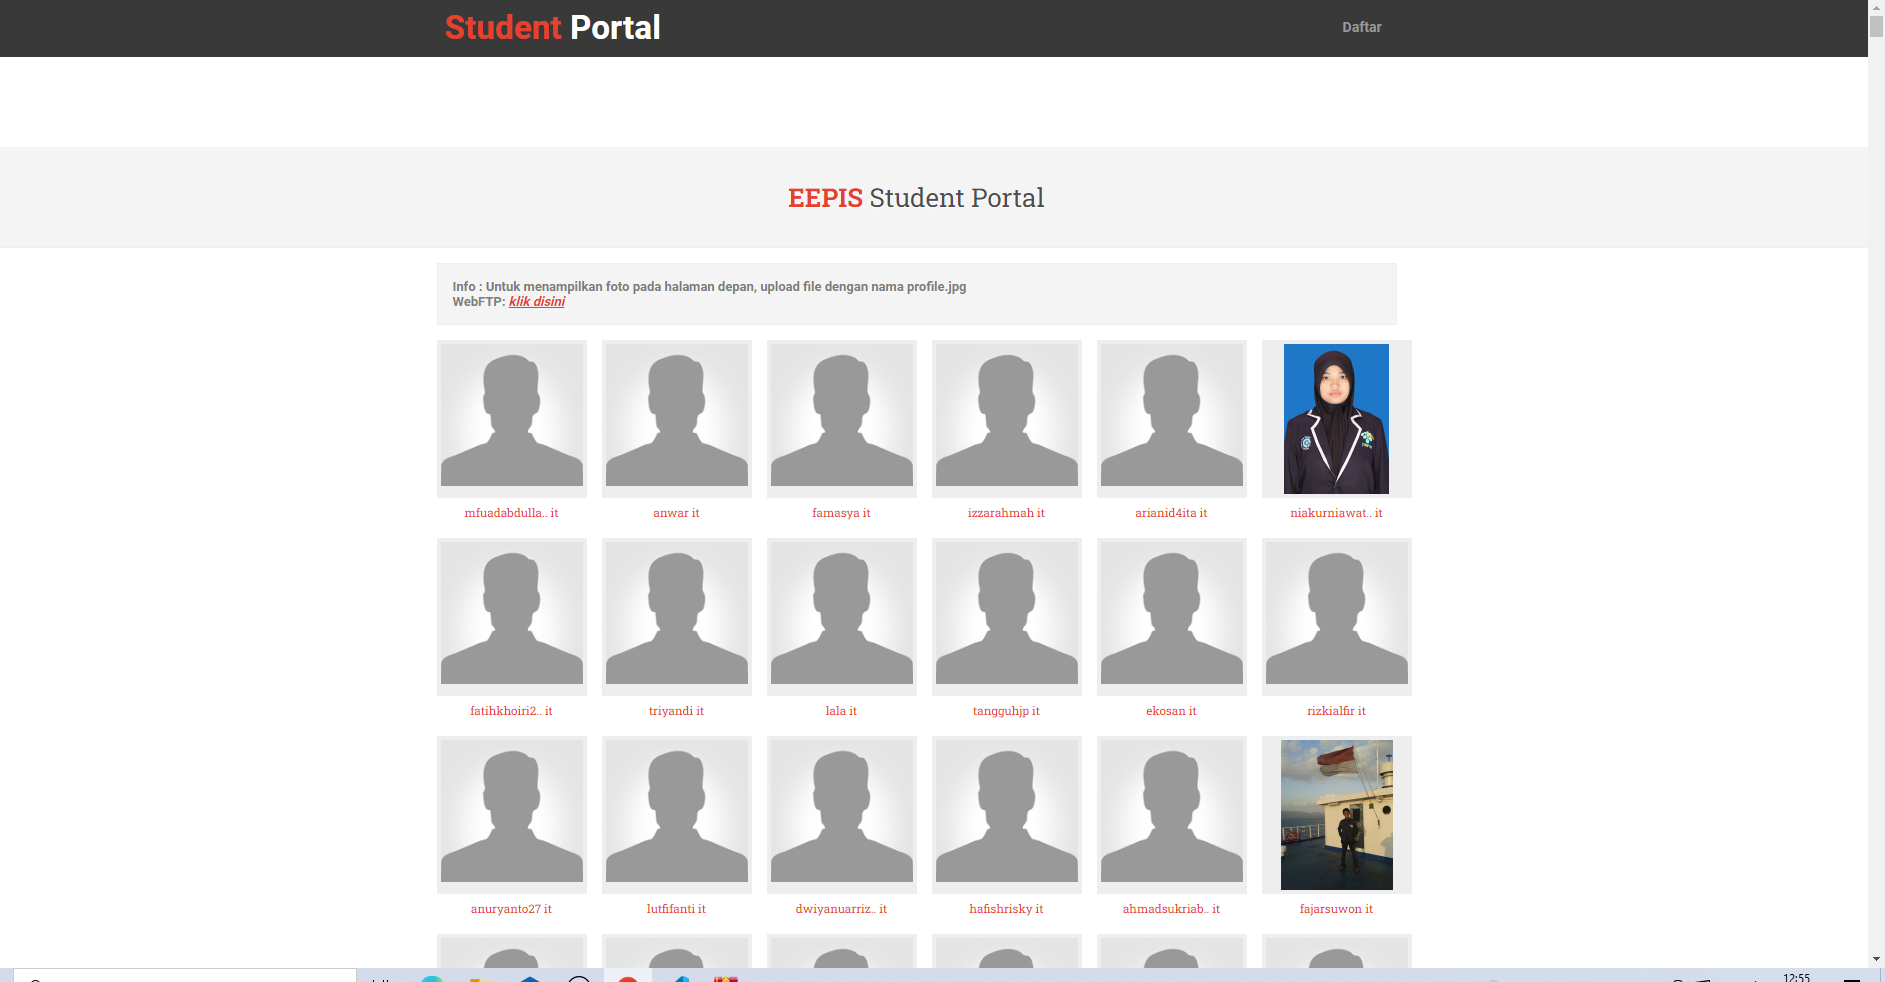 Student Portal
Daftar
EEPIS Student Portal
Info : Untuk menampilkan foto pada halaman depan, upload file dengan nama profile.jpg
WebFTP: klik disini
mfuadabdulla.. it
anwar it
famasya it
izzarahmah it
arianid4ita it
niakurniawat.. it
fatihkhoiri2.. it
triyandi it
lala it
tangguhjp it
ekosan it
rizkialfir it
anuryanto27 it
lutfifanti it
dwiyanuarriz.. it
hafishrisky it
ahmadsukriab.. it
fajarsuwon it
12:55